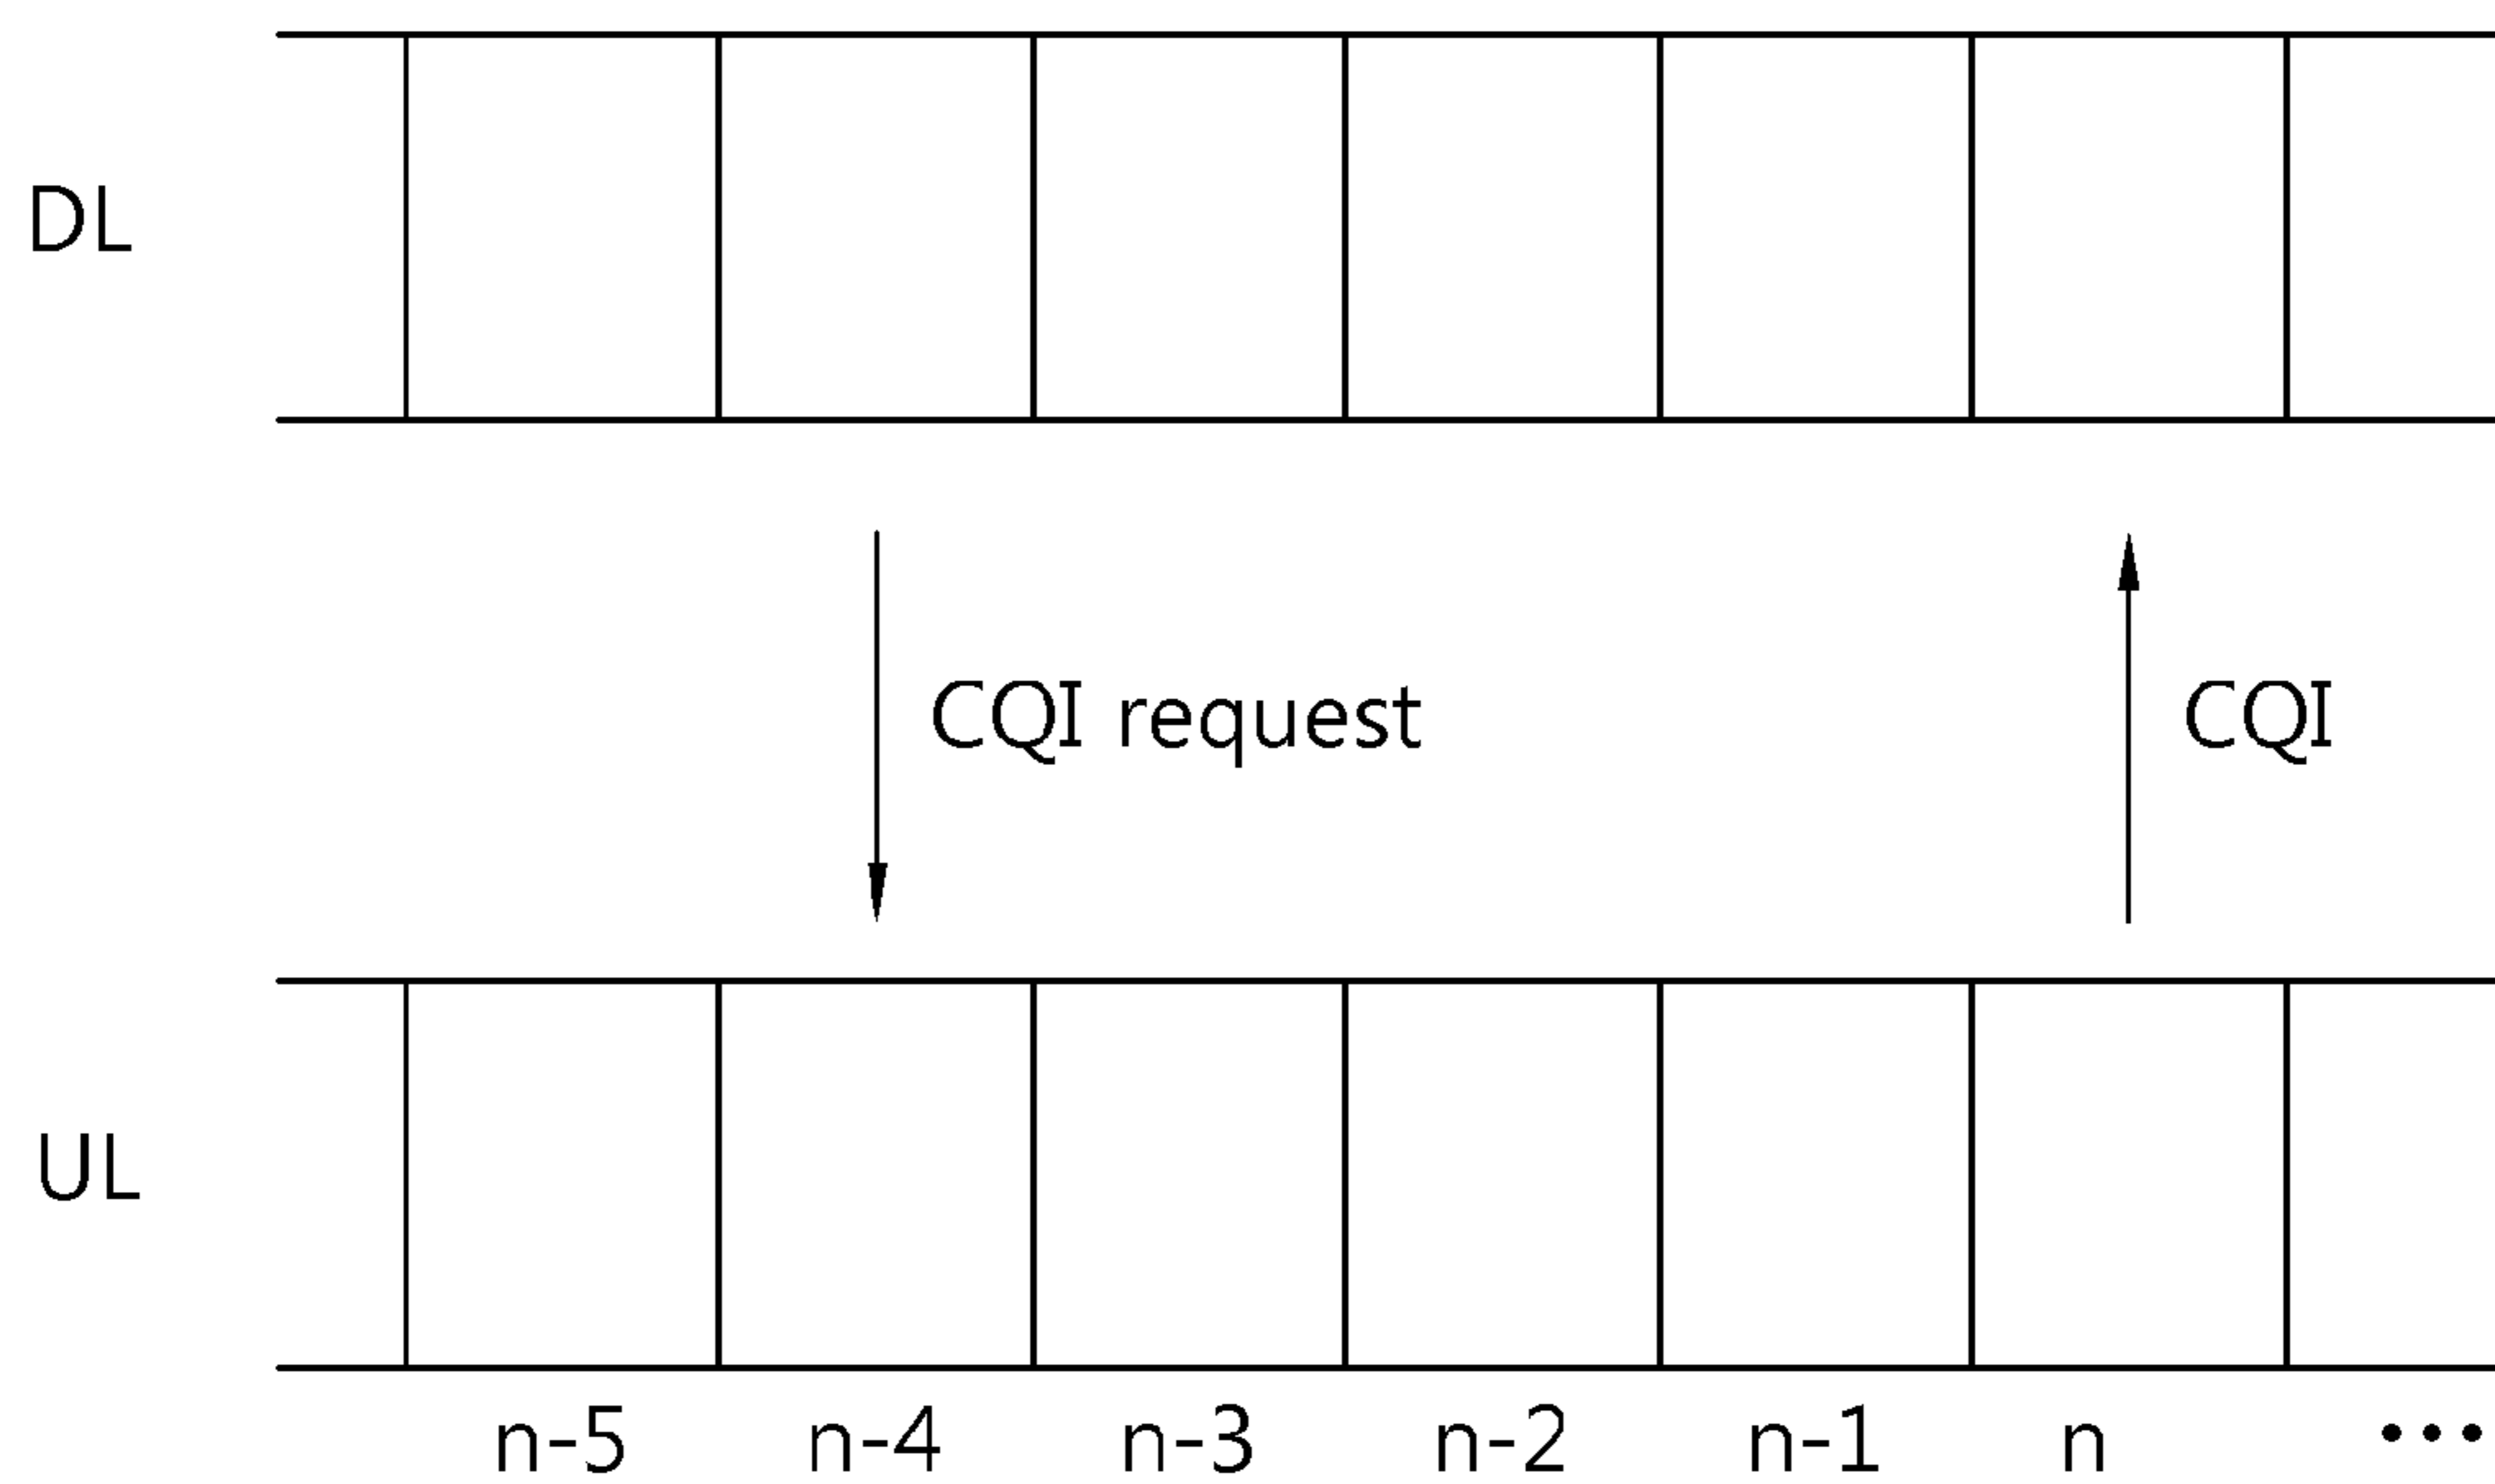 DL
CQI request
CQI
UL
n-5
n-4
n-3
n-2
n-1
n
•••